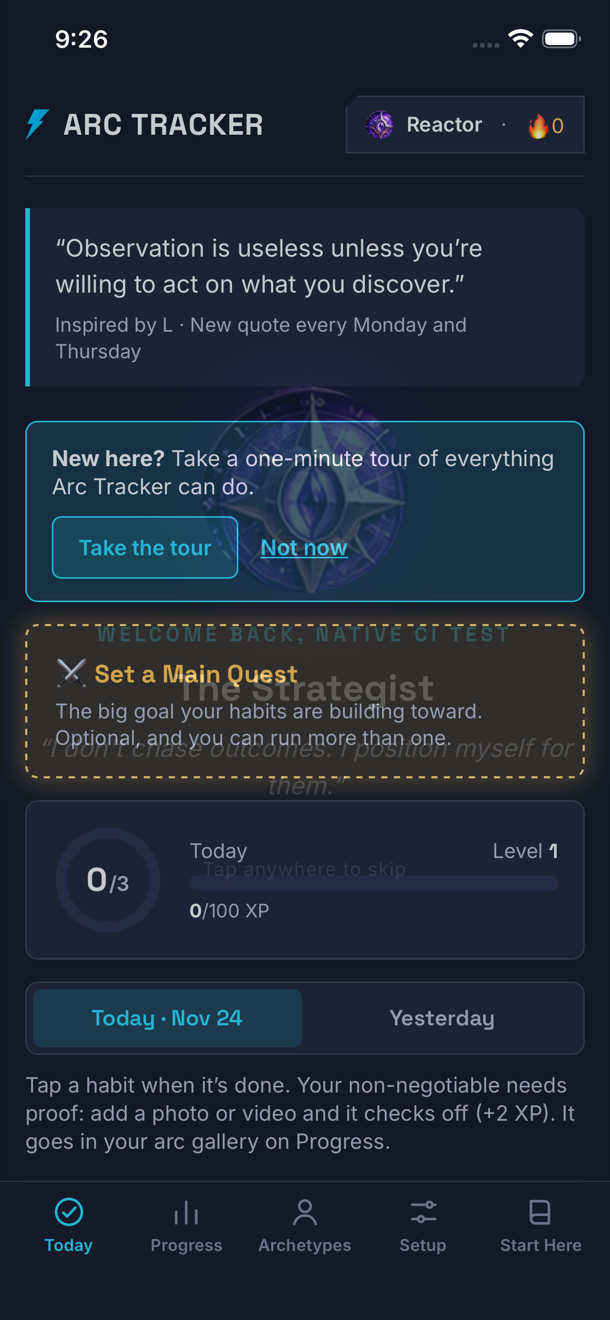 9:26
ARC TRACKER
Reactor · 🔥0
“Observation is useless unless you’re
willing to act on what you discover.”
Inspired by L · New quote every Monday and
Thursday
New here? Take a one-minute tour of everything
Arc Tracker can do.
Take the tour
Not now
WELCOME BACK, NATIVE CI TEST
⚔️ Set a Main Quest
The Strategist
The big goal your habits are building toward.
Optional, and you can run more than one.
“I don’t chase outcomes. I position myself for
them.”
Today
Level 1
0/3
Tap anywhere to skip
0/100 XP
Today · Nov 24
Yesterday
Tap a habit when it’s done. Your non-negotiable needs
proof: add a photo or video and it checks off (+2 XP). It
goes in your arc gallery on Progress.
Today
Progress
Archetypes
Setup
Start Here